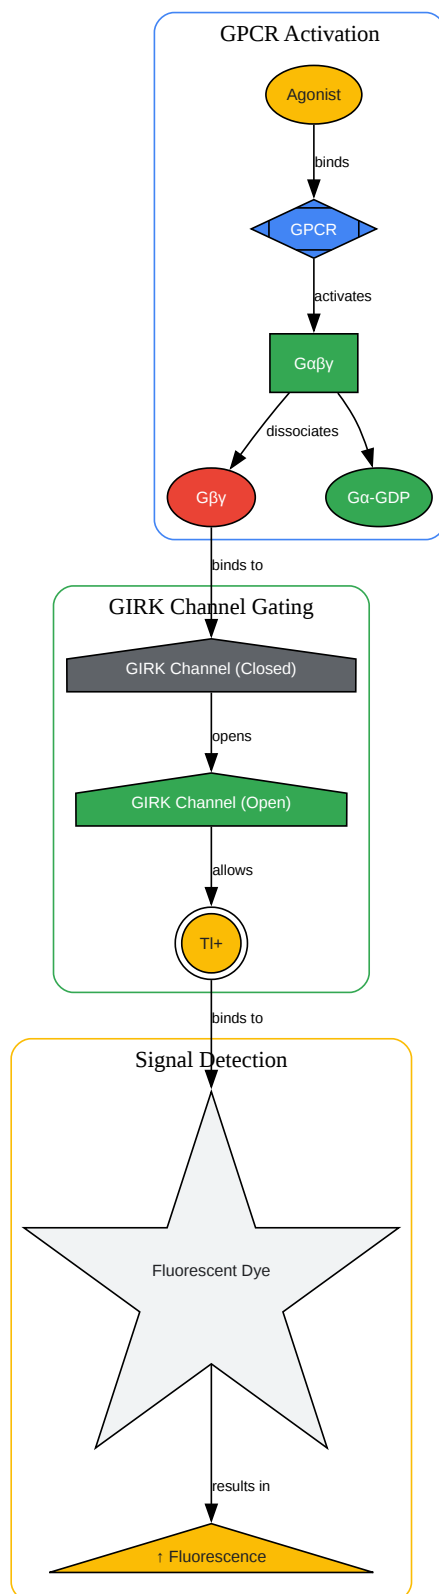 GPCR Activation
Agonist
binds
GPCR
activates
Gαβγ
dissociates
Gβγ
Gα-GDP
binds to
GIRK Channel Gating
GIRK Channel (Closed)
opens
GIRK Channel (Open)
allows
Tl+
binds to
Signal Detection
Fluorescent Dye
results in
↑ Fluorescence